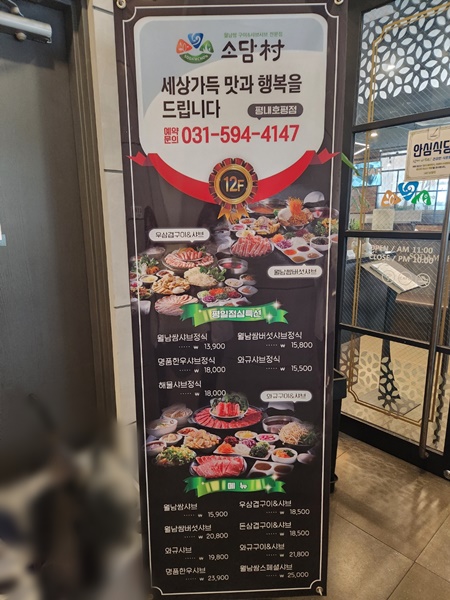 월남쌈 구이&샤브샤브 전문점
소담村
세상가득 맛과 행복을
드립니다 평내호평점
예약
문의 031-594-4147
12F
우삼겹구이&샤브
월남쌈버섯샤브
평일점심특선
월남쌈샤브정식 ····· ₩ 13,900
월남쌈버섯샤브정식 ····· ₩ 15,800
명품한우샤브정식 ····· ₩ 18,000
와규샤브정식 ····· ₩ 15,500
해물샤브정식 ····· ₩ 18,000
와규구이&샤브
메뉴
월남쌈샤브 ····· ₩ 15,900
우삼겹구이&샤브 ····· ₩ 18,500
월남쌈버섯샤브 ····· ₩ 20,800
돈삼겹구이&샤브 ····· ₩ 18,500
와규샤브 ····· ₩ 19,800
와규구이&샤브 ····· ₩ 21,800
명품한우샤브 ····· ₩ 23,900
월남쌈스페셜샤브 ····· ₩ 25,000
안심식당
OPEN / AM 11:00
CLOSE / PM 10:00